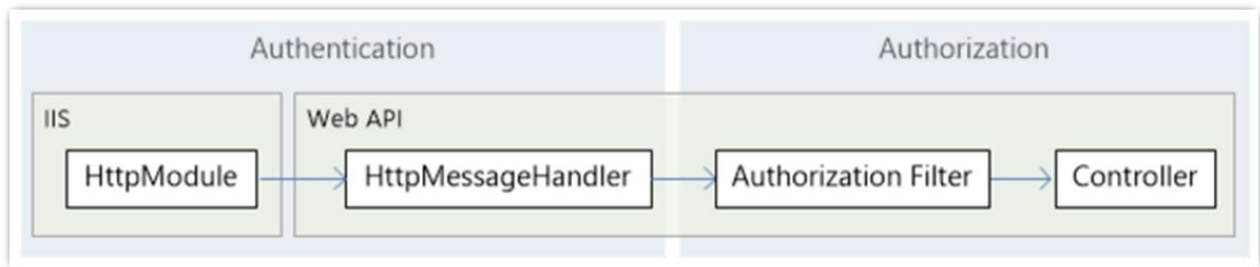 Authentication
Authorization
IIS
Web API
HttpModule
HttpMessageHandler
Authorization Filter
Controller